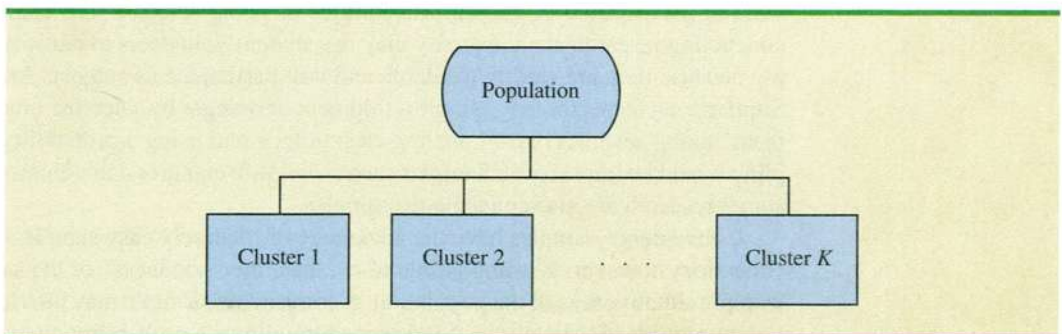 Population
Cluster 1
Cluster 2
. . .
Cluster K